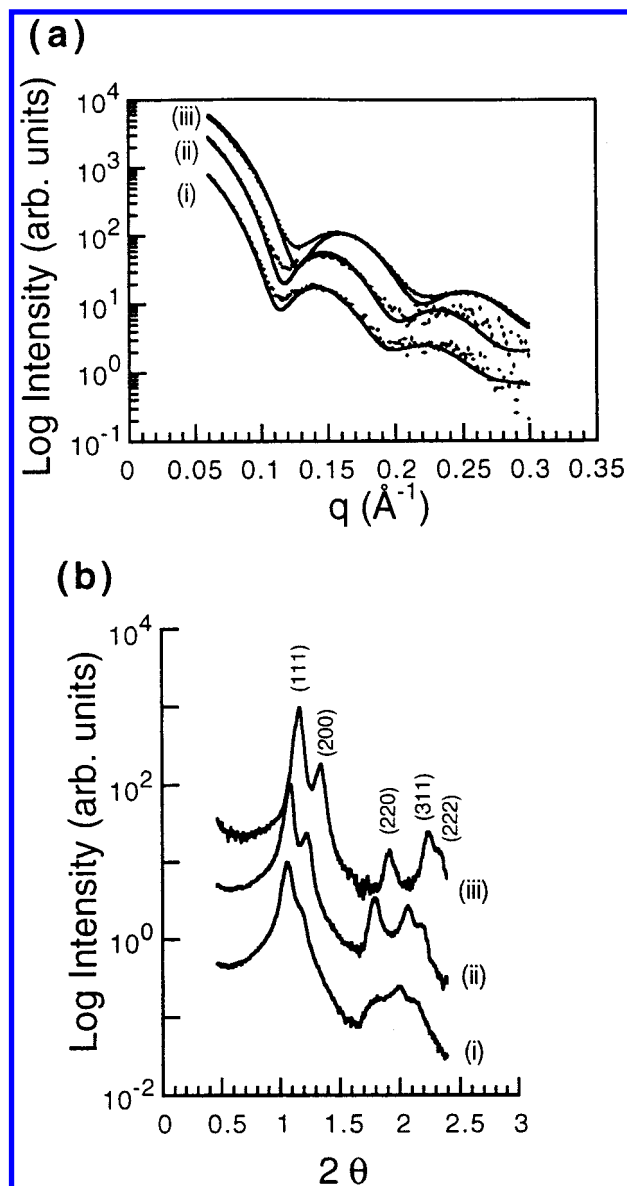 (a)
Log Intensity (arb. units)
10^4
10^3
10^2
10^1
10^0
10^-1
(iii)
(ii)
(i)
0 0.05 0.1 0.15 0.2 0.25 0.3 0.35
q (Å^-1)
(b)
Log Intensity (arb. units)
10^4
10^2
10^0
10^-2
(111)
(200)
(220)
(311)
(222)
(iii)
(ii)
(i)
0 0.5 1 1.5 2 2.5 3
2 θ